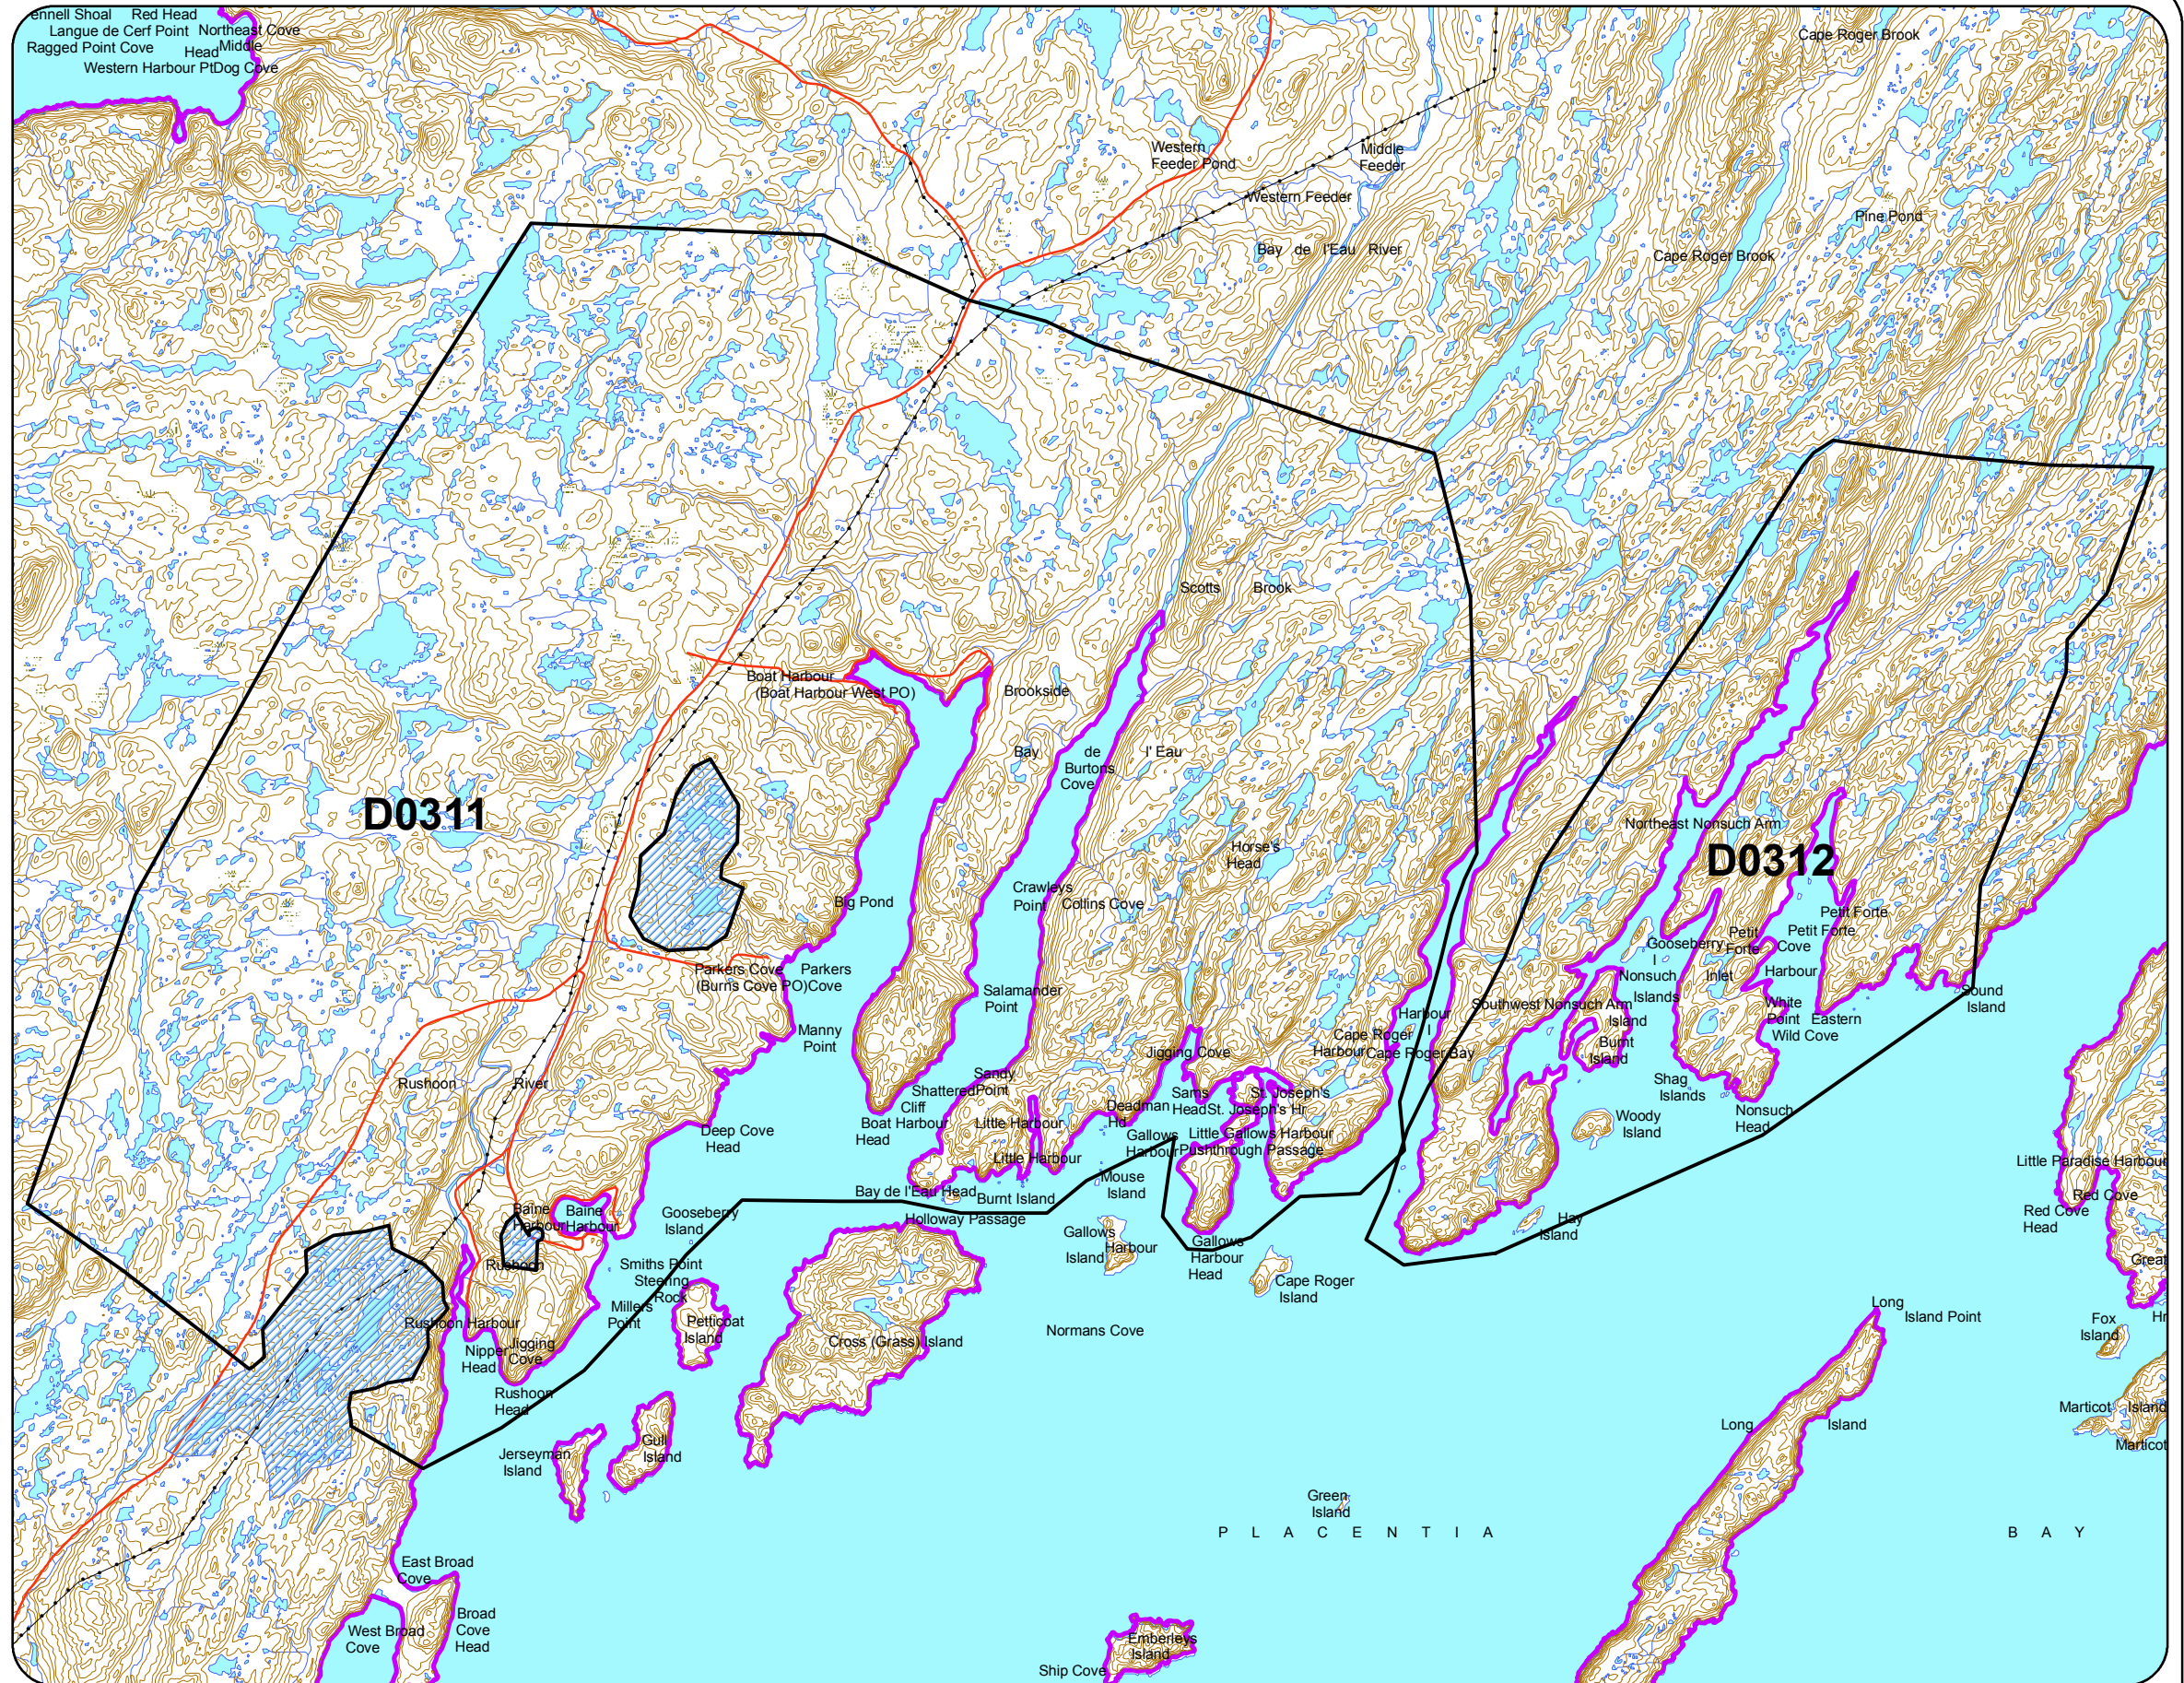 ennell Shoal Red Head
Langue de Cerf Point Northeast Cove
Ragged Point Cove Head Middle
Western Harbour Pt Dog Cove
Cape Roger Brook
Western
Feeder Pond
Middle
Feeder
Western Feeder
Bay de l'Eau River
Pine Pond
Cape Roger Brook
Scotts Brook
Boat Harbour
(Boat Harbour West PO)
Brookside
Bay de l' Eau
Burtons
Cove
D0311
Northeast Nonsuch Arm
D0312
Horse's
Head
Crawleys
Point
Collins Cove
Big Pond
Petit Forte
Petit Forte
Cove
Petit
Forte
Gooseberry
I
Nonsuch
Islands
Inlet
Harbour
Parkers Cove
(Burns Cove PO)
Parkers
Cove
Salamander
Point
Sound
Island
Southwest Nonsuch Arm
Island
White
Point
Eastern
Wild Cove
Harbour
I
Cape Roger
Harbour
Cape Roger Bay
Manny
Point
Burnt
Island
Jigging Cove
Rushoon River
Sandy
Point
Shattered
Cliff
Shag
Islands
Nonsuch
Head
Sams
Head
St. Joseph's
St. Joseph's Hr
Deadman
Hd
Boat Harbour
Head
Little Harbour
Woody
Island
Deep Cove
Head
Gallows
Harbour
Little Gallows Harbour
Pushthrough Passage
Little Harbour
Little Paradise Harbour
Mouse
Island
Bay de l'Eau Head
Burnt Island
Red Cove
Red Cove
Head
Baine
Harbour
Baine
Harbour
Gooseberry
Island
Holloway Passage
Hay
Island
Gallows
Harbour
Island
Gallows
Harbour
Head
Great
Rushoon
Smiths Point
Steering
Rock
Cape Roger
Island
Millers
Point
Long
Island Point
Hr
Rushoon Harbour
Petticoat
Island
Normans Cove
Fox
Island
Cross (Grass) Island
Nipper
Head
Jigging
Cove
Rushoon
Head
Marticot Island
Long Island
Marticot
Gull
Island
Jerseyman
Island
Green
Island
PLACENTIA BAY
East Broad
Cove
Broad
Cove
Head
West Broad
Cove
Emberleys
Island
Ship Cove